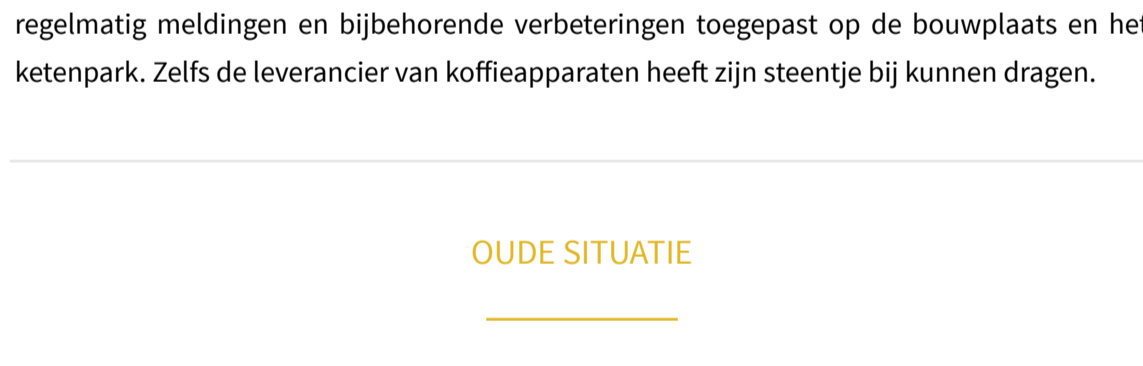 regelmatig meldingen en bijbehorende verbeteringen toegepast op de bouwplaats en het
ketenpark. Zelfs de leverancier van koffieapparaten heeft zijn steentje bij kunnen dragen.
OUDE SITUATIE